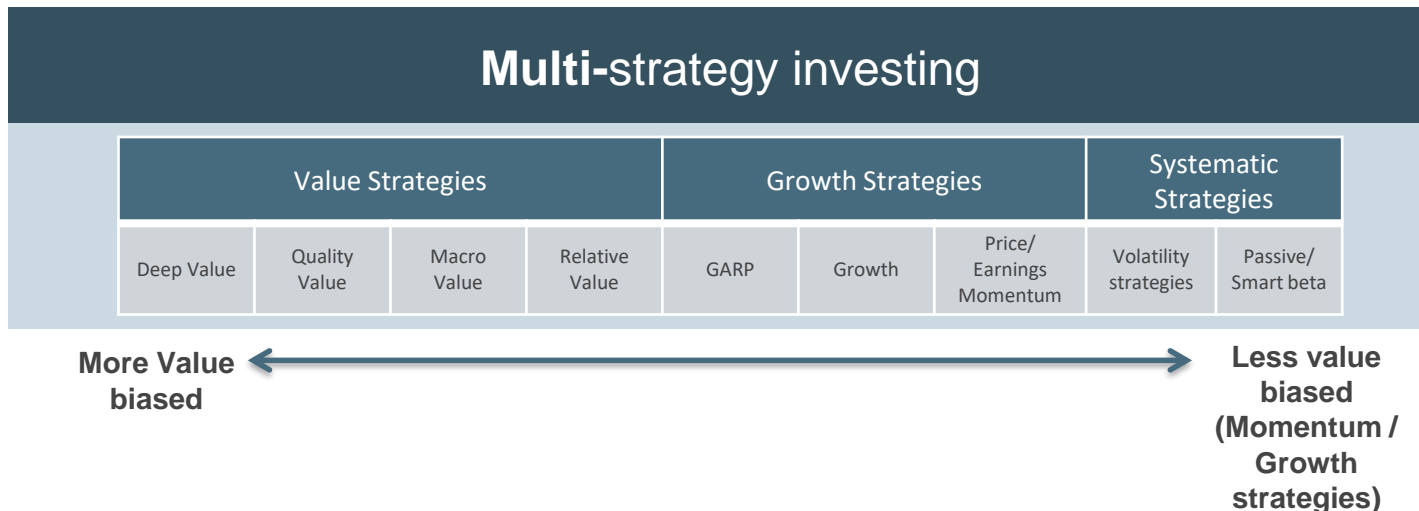 Multi-strategy investing
Value Strategies
Growth Strategies
Systematic
Strategies
Deep Value
Quality
Value
Macro
Value
Relative
Value
GARP
Growth
Price/
Earnings
Momentum
Volatility
strategies
Passive/
Smart beta
More Value
biased
Less value
biased
(Momentum /
Growth
strategies)